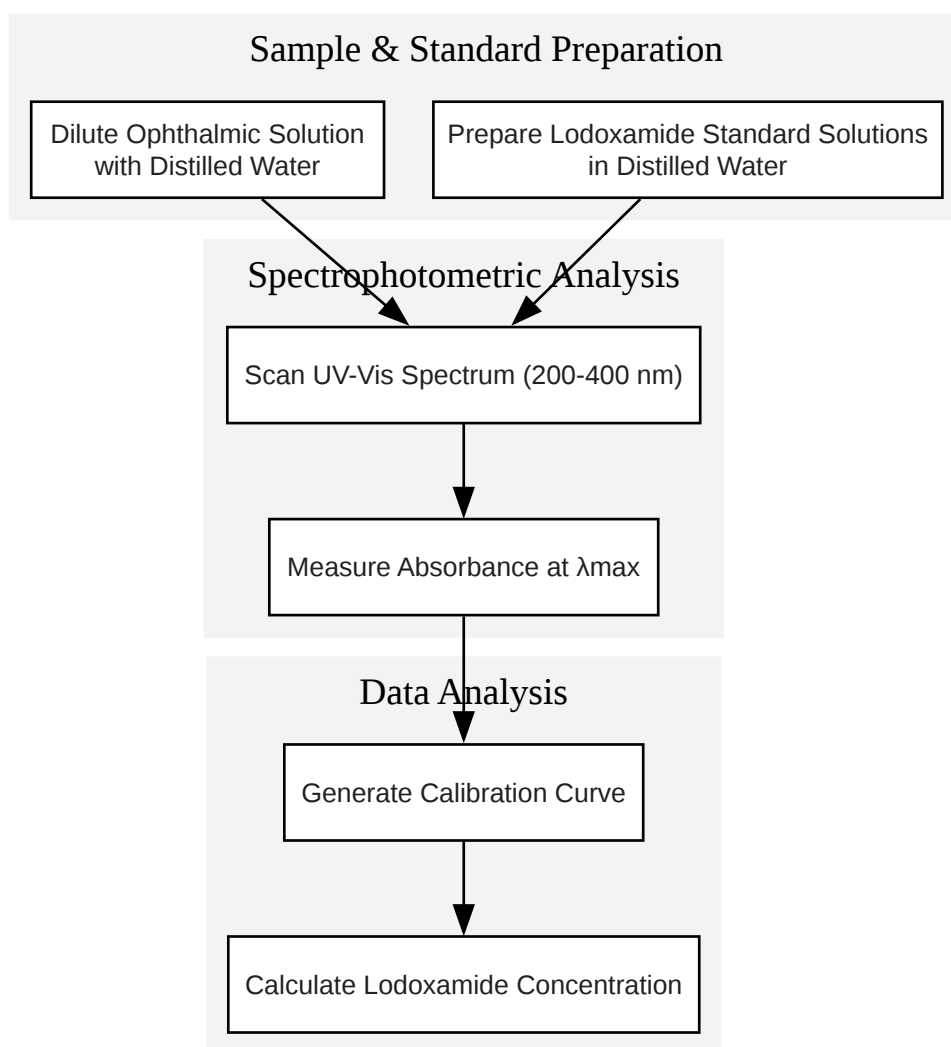 Sample & Standard Preparation
Dilute Ophthalmic Solution
with Distilled Water
Prepare Lodoxamide Standard Solutions
in Distilled Water
Spectrophotometric Analysis
Scan UV-Vis Spectrum (200-400 nm)
Measure Absorbance at λmax
Data Analysis
Generate Calibration Curve
Calculate Lodoxamide Concentration